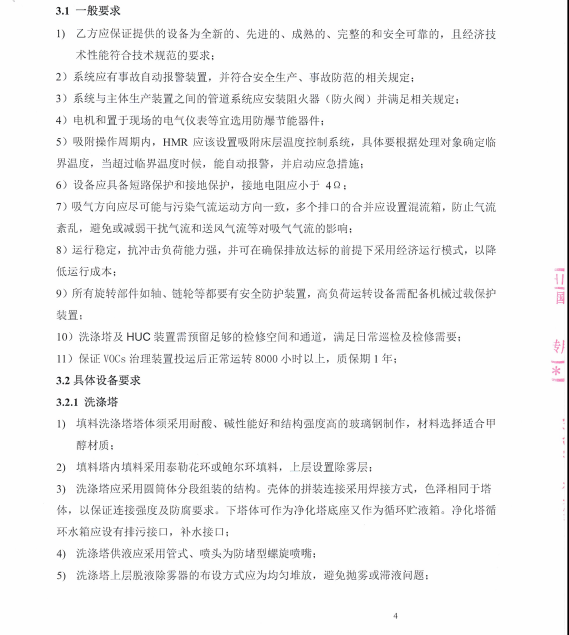 3.1 一般要求
1) 乙方应保证提供的设备为全新的、先进的、成熟的、完整的和安全可靠的，且经济技
术性能符合技术规范的要求；
2）系统应有事故自动报警装置，并符合安全生产、事故防范的相关规定；
3）系统与主体生产装置之间的管道系统应安装阻火器（防火阀）并满足相关规定；
4）电机和置于现场的电气仪表等宜选用防爆节能器件；
5）吸附操作周期内，HMR 应该设置吸附床层温度控制系统，具体要根据处理对象确定临
界温度，当超过临界温度时候，能自动报警，并启动应急措施；
6）设备应具备短路保护和接地保护，接地电阻应小于 4Ω；
7）吸气方向应尽可能与污染气流运动方向一致，多个排口的合并应设置混流箱，防止气流
紊乱，避免或减弱干扰气流和送风气流等对吸气气流的影响；
8）运行稳定，抗冲击负荷能力强，并可在确保排放达标的前提下采用经济运行模式，以降
低运行成本；
9）所有旋转部件如轴、链轮等都要有安全防护装置，高负荷运转设备需配备机械过载保护
装置；
10）洗涤塔及 HUC 装置需预留足够的检修空间和通道，满足日常巡检及检修需要；
11）保证 VOCs 治理装置投运后正常运转 8000 小时以上，质保期 1 年；
3.2 具体设备要求
3.2.1 洗涤塔
1) 填料洗涤塔塔体须采用耐酸、碱性能好和结构强度高的玻璃钢制作，材料选择适合甲
醇材质；
2) 填料塔内填料采用泰勒花环或鲍尔环填料，上层设置除雾层；
3) 洗涤塔应采用圆筒体分段组装的结构。壳体的拼装连接采用焊接方式，色泽相同于塔
体，以保证连接强度及防腐要求。下塔体可作为净化塔底座又作为循环贮液箱。净化塔循
环水箱应设有排污接口，补水接口；
4) 洗涤塔供液应采用管式、喷头为防堵型螺旋喷嘴；
5) 洗涤塔上层脱液除雾器的布设方式应为均匀堆放，避免抛雾或滞液问题；
4